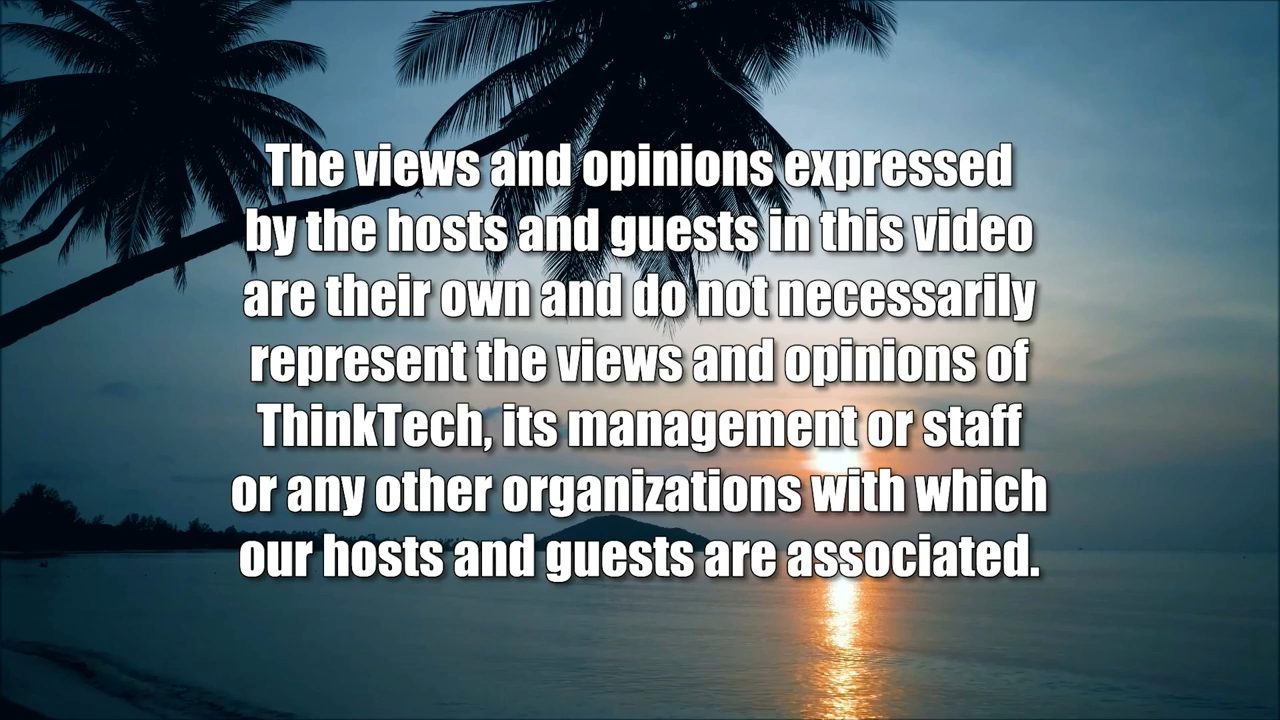 The views and opinions expressed
by the hosts and guests in this video
are their own and do not necessarily
represent the views and opinions of
ThinkTech, its management or staff
or any other organizations with which
our hosts and guests are associated.